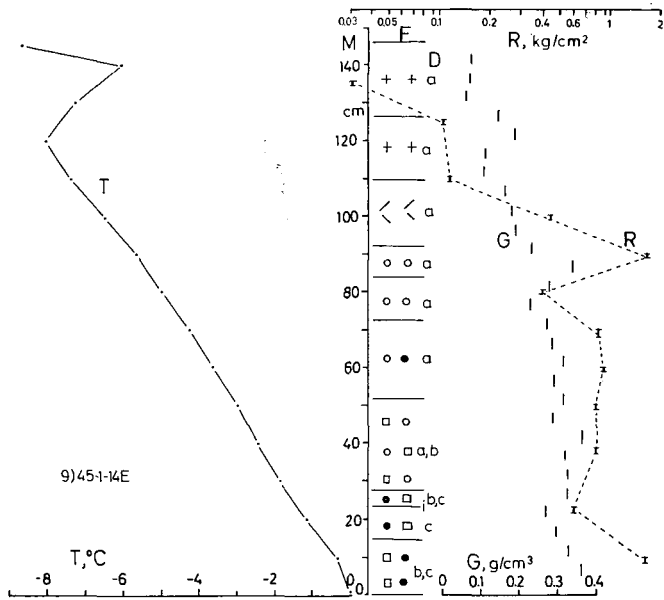 0.03 0.05 0.1 0.2 0.4 0.6 1 2
M F R, kg/cm²
D
140 + + a
cm
120 + + a
T
100 < < a
G R
○ ○ a
80 ○ ○ a
60 ○ ● a
□ ○
40 ○ □ a,b
9)45-1-14E
□ ○
● □ b,c
i
20 ● □ c
T,°C G, g/cm³
□ ● b,c
□ ●
-8 -6 -4 -2 0 0 0.1 0.2 0.3 0.4